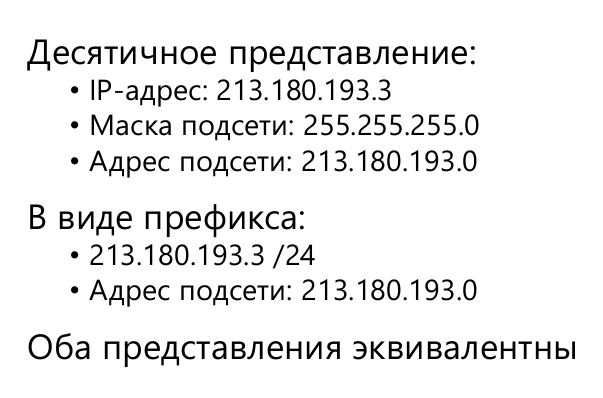 Десятичное представление:
• IP-адрес: 213.180.193.3
• Маска подсети: 255.255.255.0
• Адрес подсети: 213.180.193.0
В виде префикса:
• 213.180.193.3 /24
• Адрес подсети: 213.180.193.0
Оба представления эквивалентны